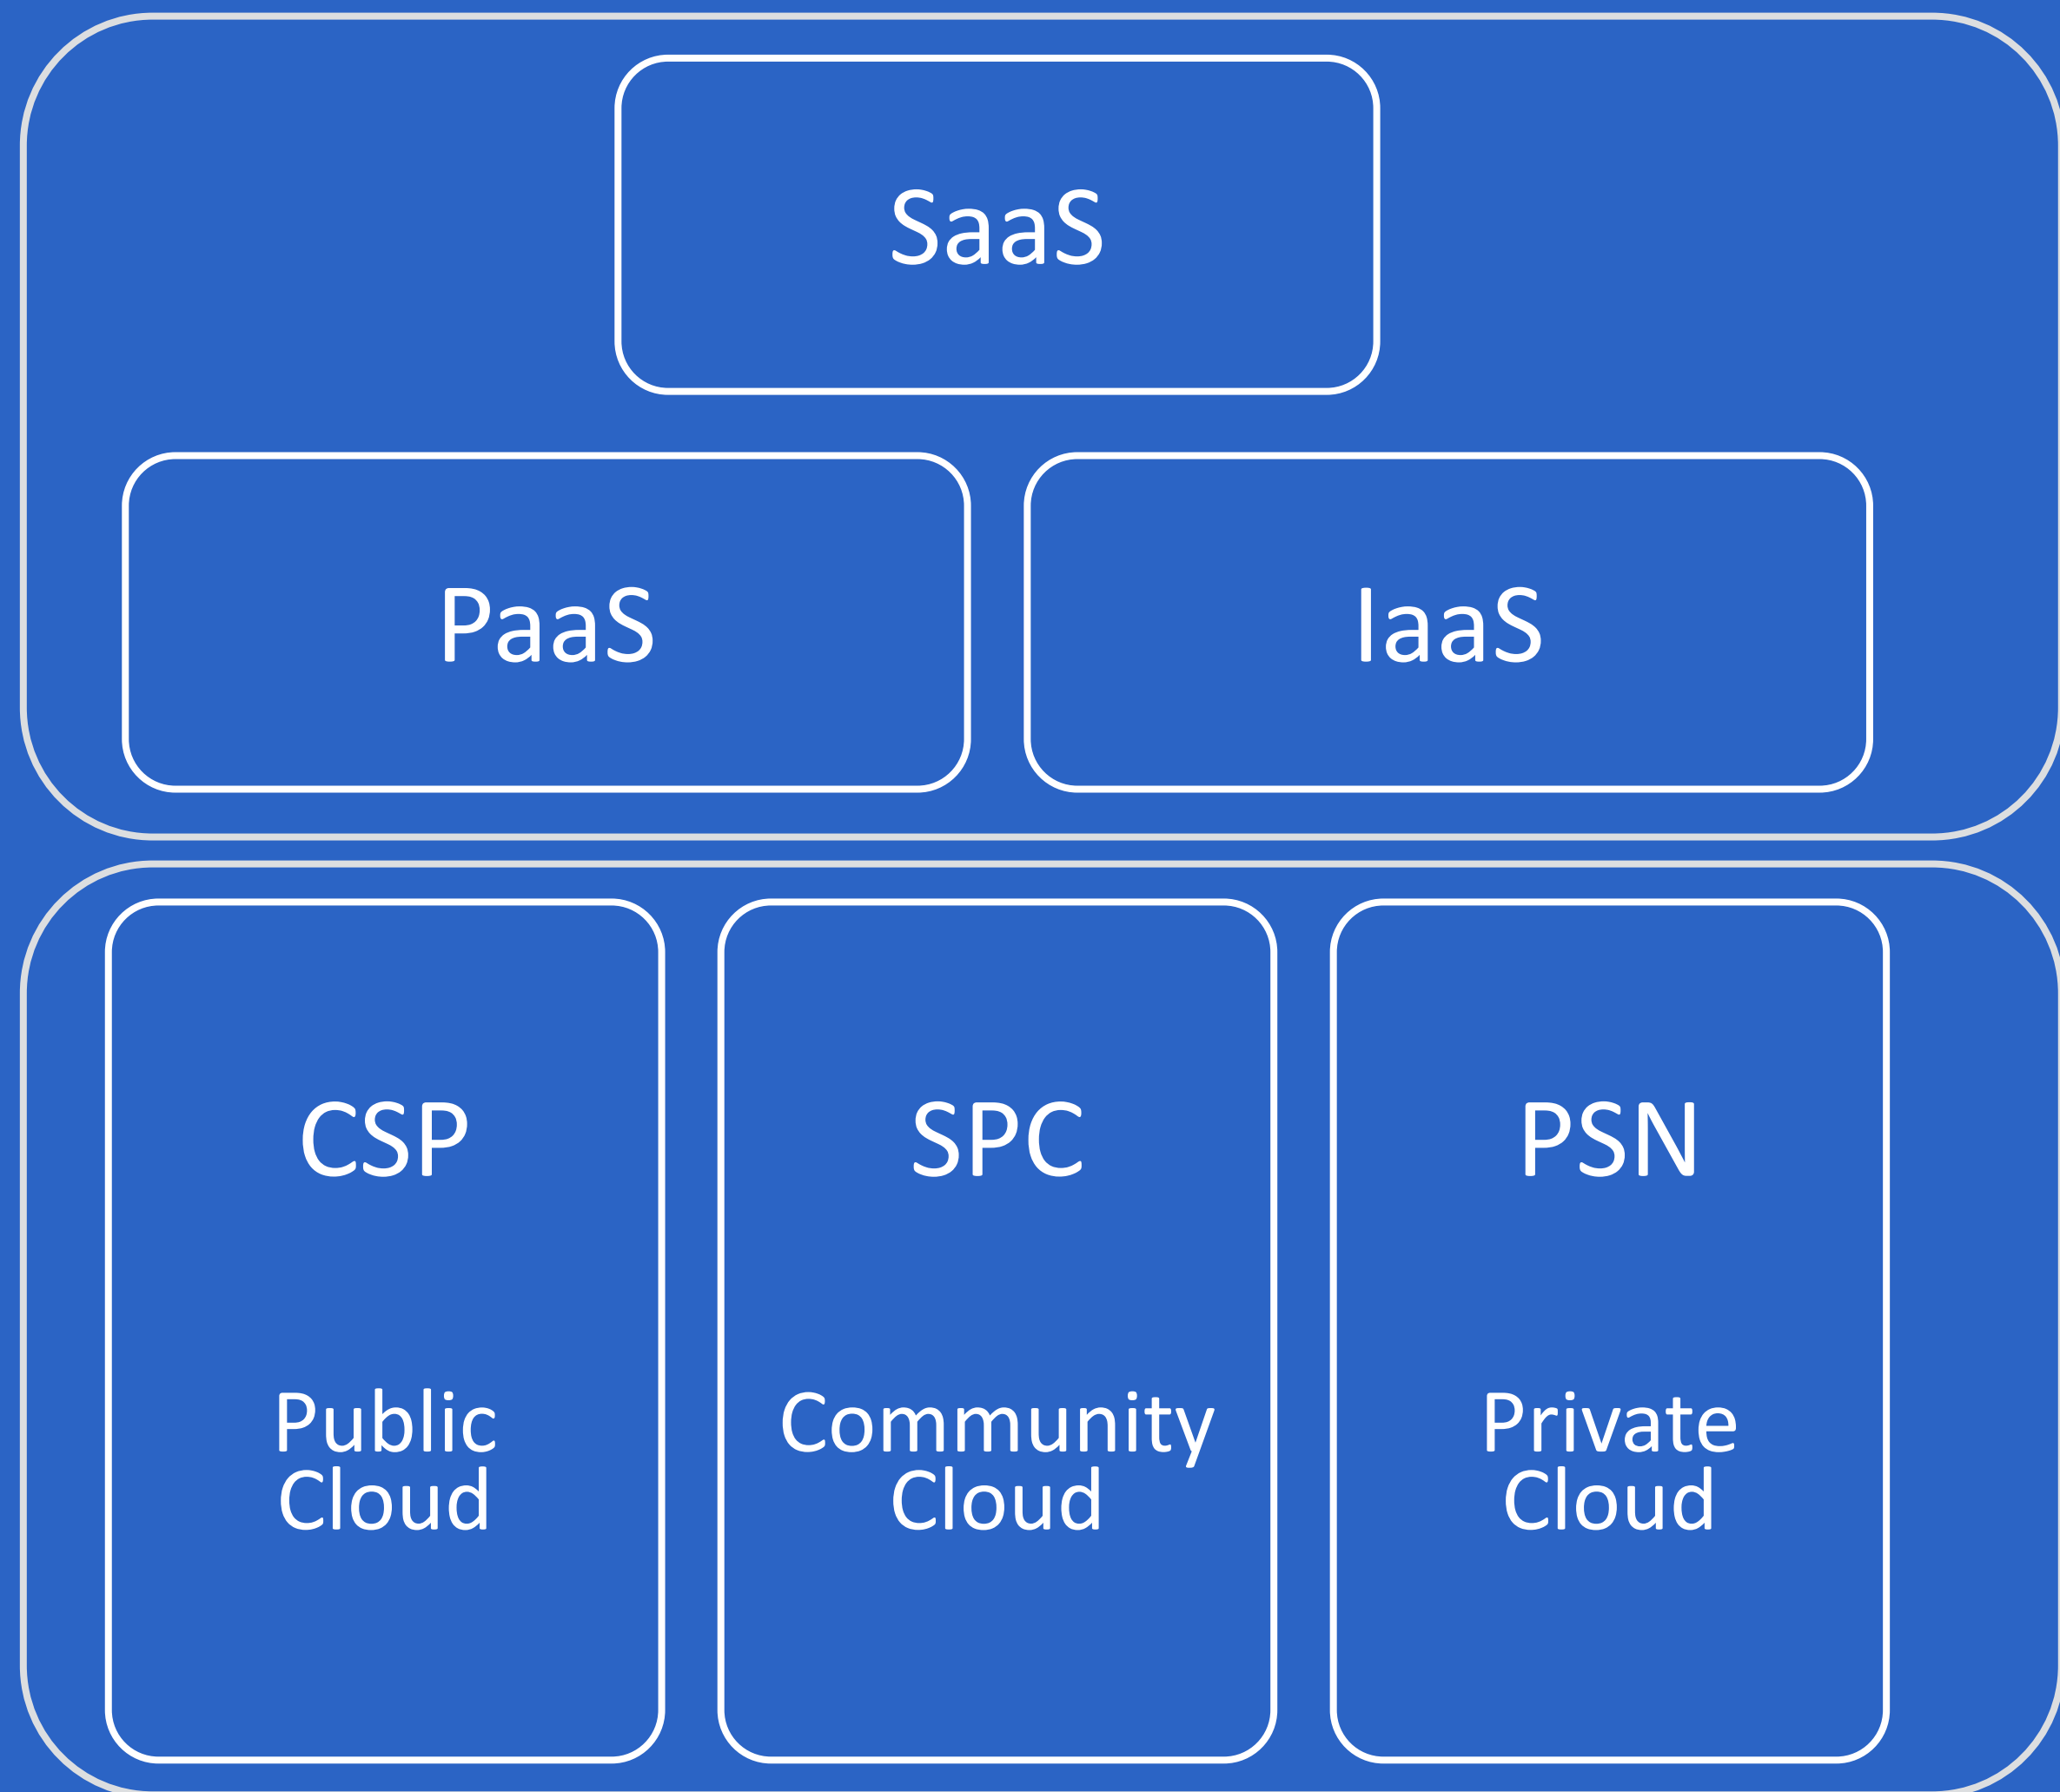 SaaS
PaaS
IaaS
CSP
Public
Cloud
SPC
Community
Cloud
PSN
Private
Cloud